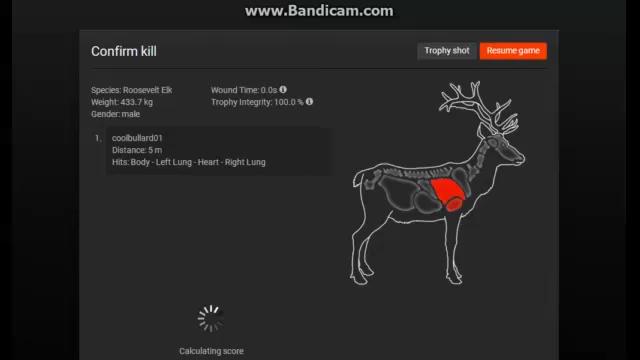 www.Bandicam.com
Confirm kill
Trophy shot
Resume game
Species: Roosevelt Elk
Wound Time: 0.0s
Weight: 433.7 kg
Trophy Integrity: 100.0 %
Gender: male
1. coolbullard01
Distance: 5 m
Hits: Body - Left Lung - Heart - Right Lung
Calculating score